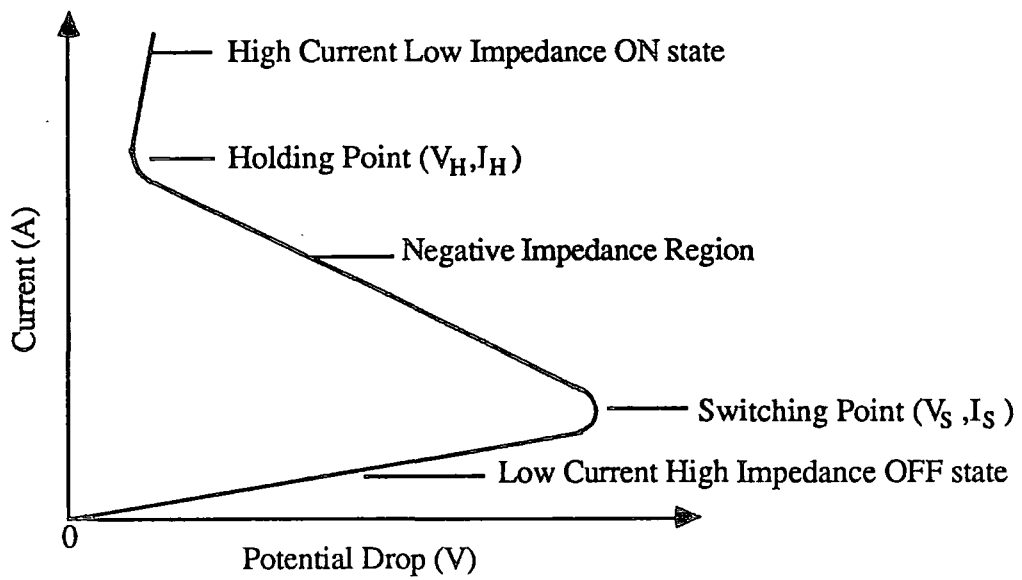 High Current Low Impedance ON state
Holding Point (V_H,I_H)
Negative Impedance Region
Current (A)
Switching Point (V_S ,I_S )
Low Current High Impedance OFF state
0
Potential Drop (V)